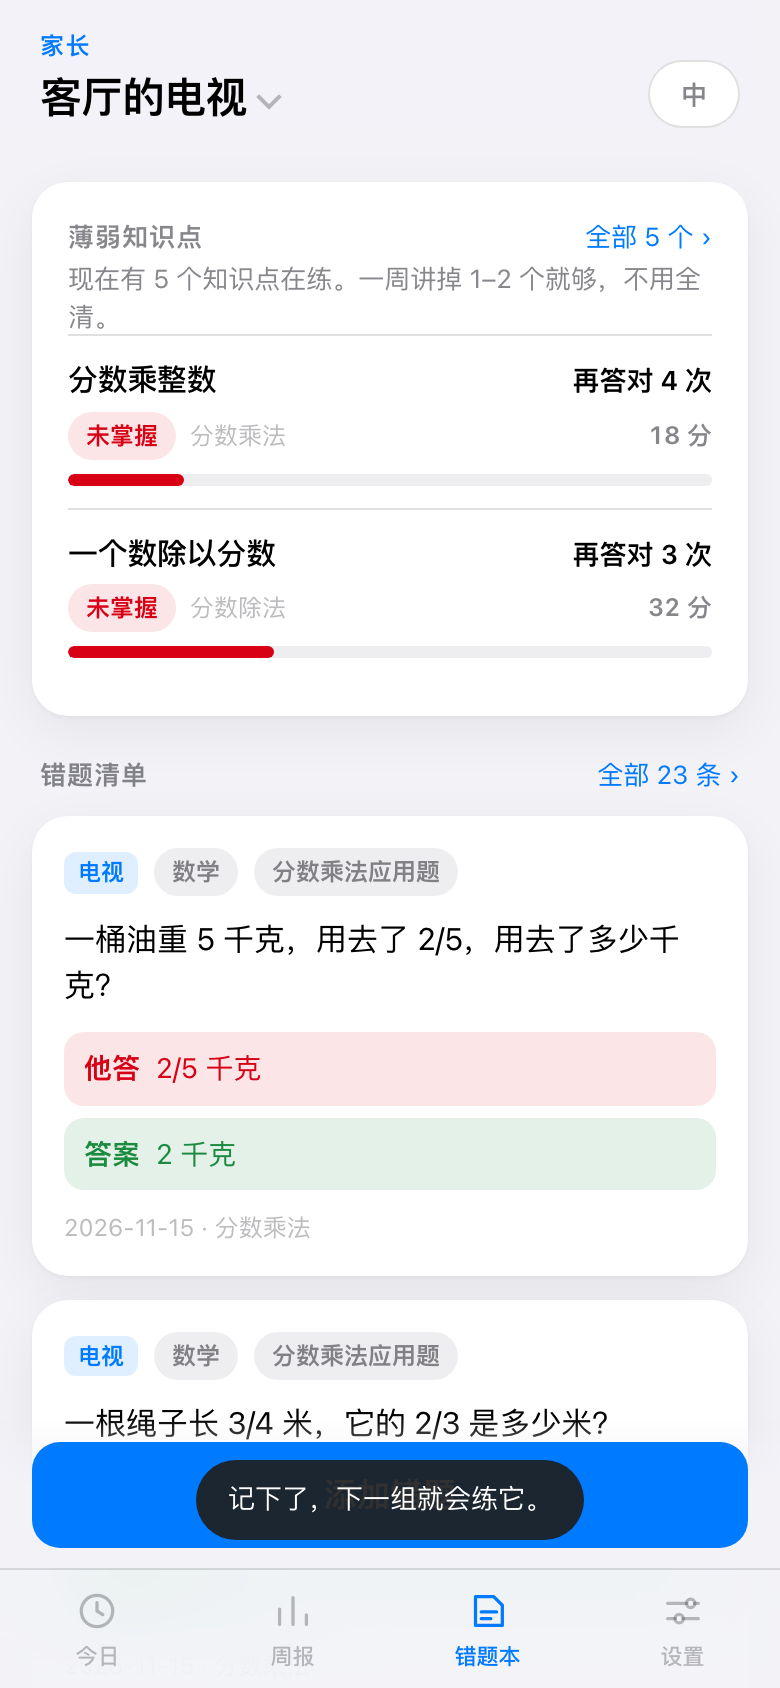 家长
客厅的电视
中
薄弱知识点
全部 5 个 ›
现在有 5 个知识点在练。一周讲掉 1–2 个就够，不用全
清。
分数乘整数
再答对 4 次
未掌握 分数乘法
18 分
一个数除以分数
再答对 3 次
未掌握 分数除法
32 分
错题清单
全部 23 条 ›
电视 数学 分数乘法应用题
一桶油重 5 千克，用去了 2/5，用去了多少千
克？
他答 2/5 千克
答案 2 千克
2026-11-15 · 分数乘法
电视 数学 分数乘法应用题
一根绳子长 3/4 米，它的 2/3 是多少米？
记下了，下一组就会练它。
今日
周报
错题本
设置